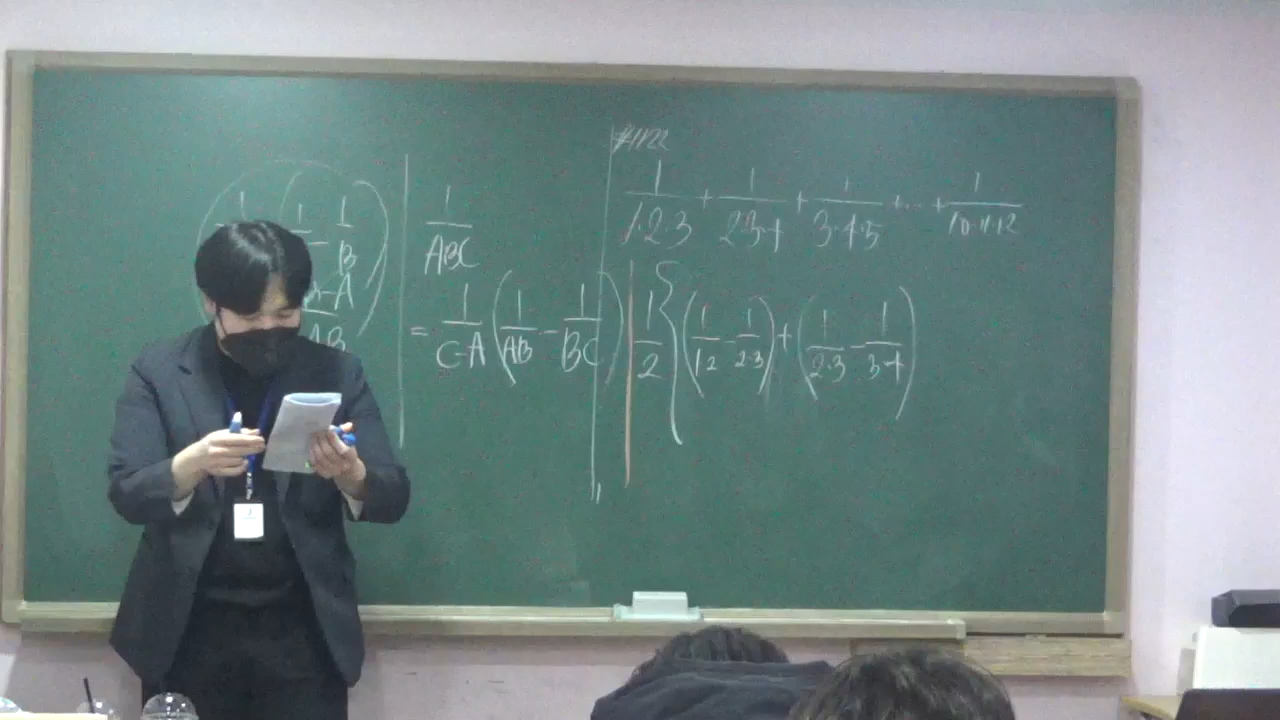 #1122
1/(1·2·3) + 1/(2·3·4) + 1/(3·4·5) + ... + 1/(10·11·12)
1/2 { (1/(1·2) - 1/(2·3)) + (1/(2·3) - 1/(3·4))
1/(ABC)
= 1/(C-A) (1/(AB) - 1/(BC))
1/B
-A
AB